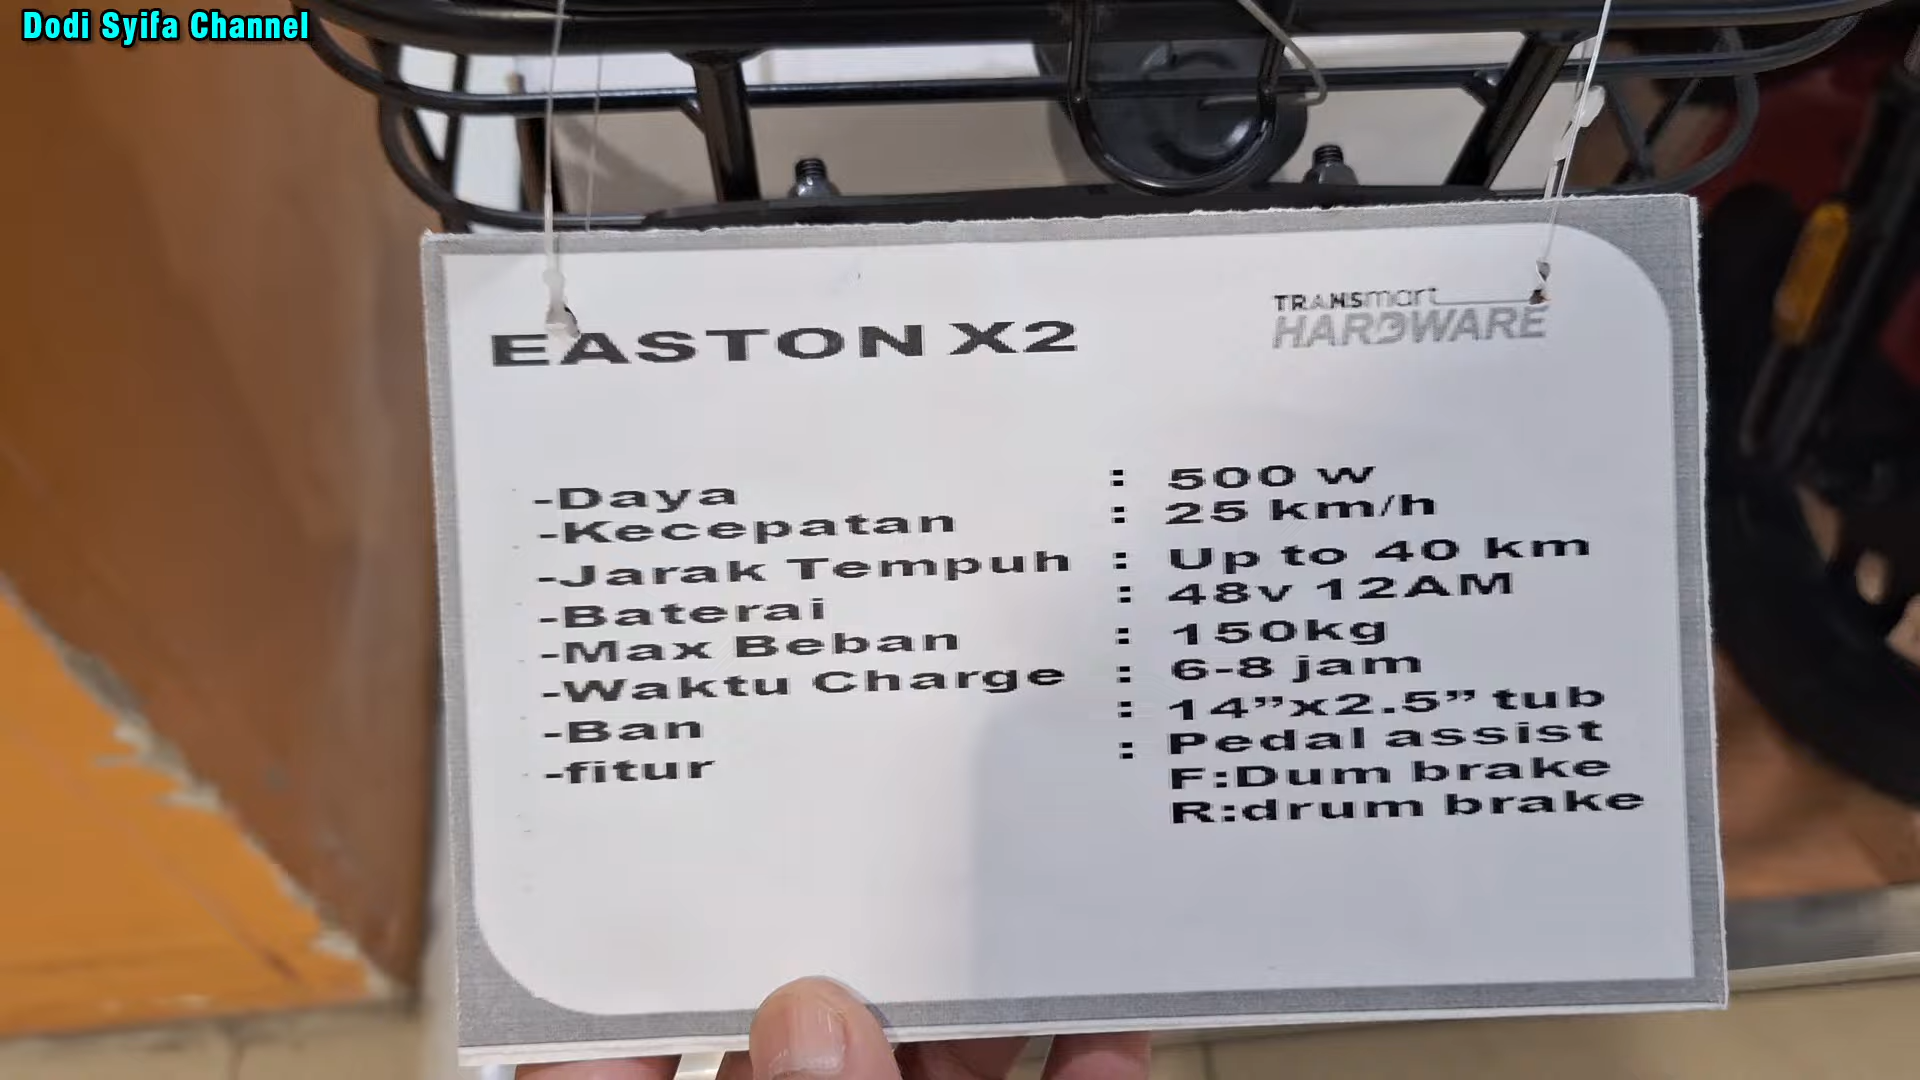 Dodi Syifa Channel
EASTON X2
TRANSmart
HARDWARE
-Daya : 500 w
-Kecepatan : 25 km/h
-Jarak Tempuh : Up to 40 km
-Baterai : 48v 12AM
-Max Beban : 150kg
-Waktu Charge : 6-8 jam
-Ban : 14”x2.5” tub
-fitur : Pedal assist
F:Dum brake
R:drum brake